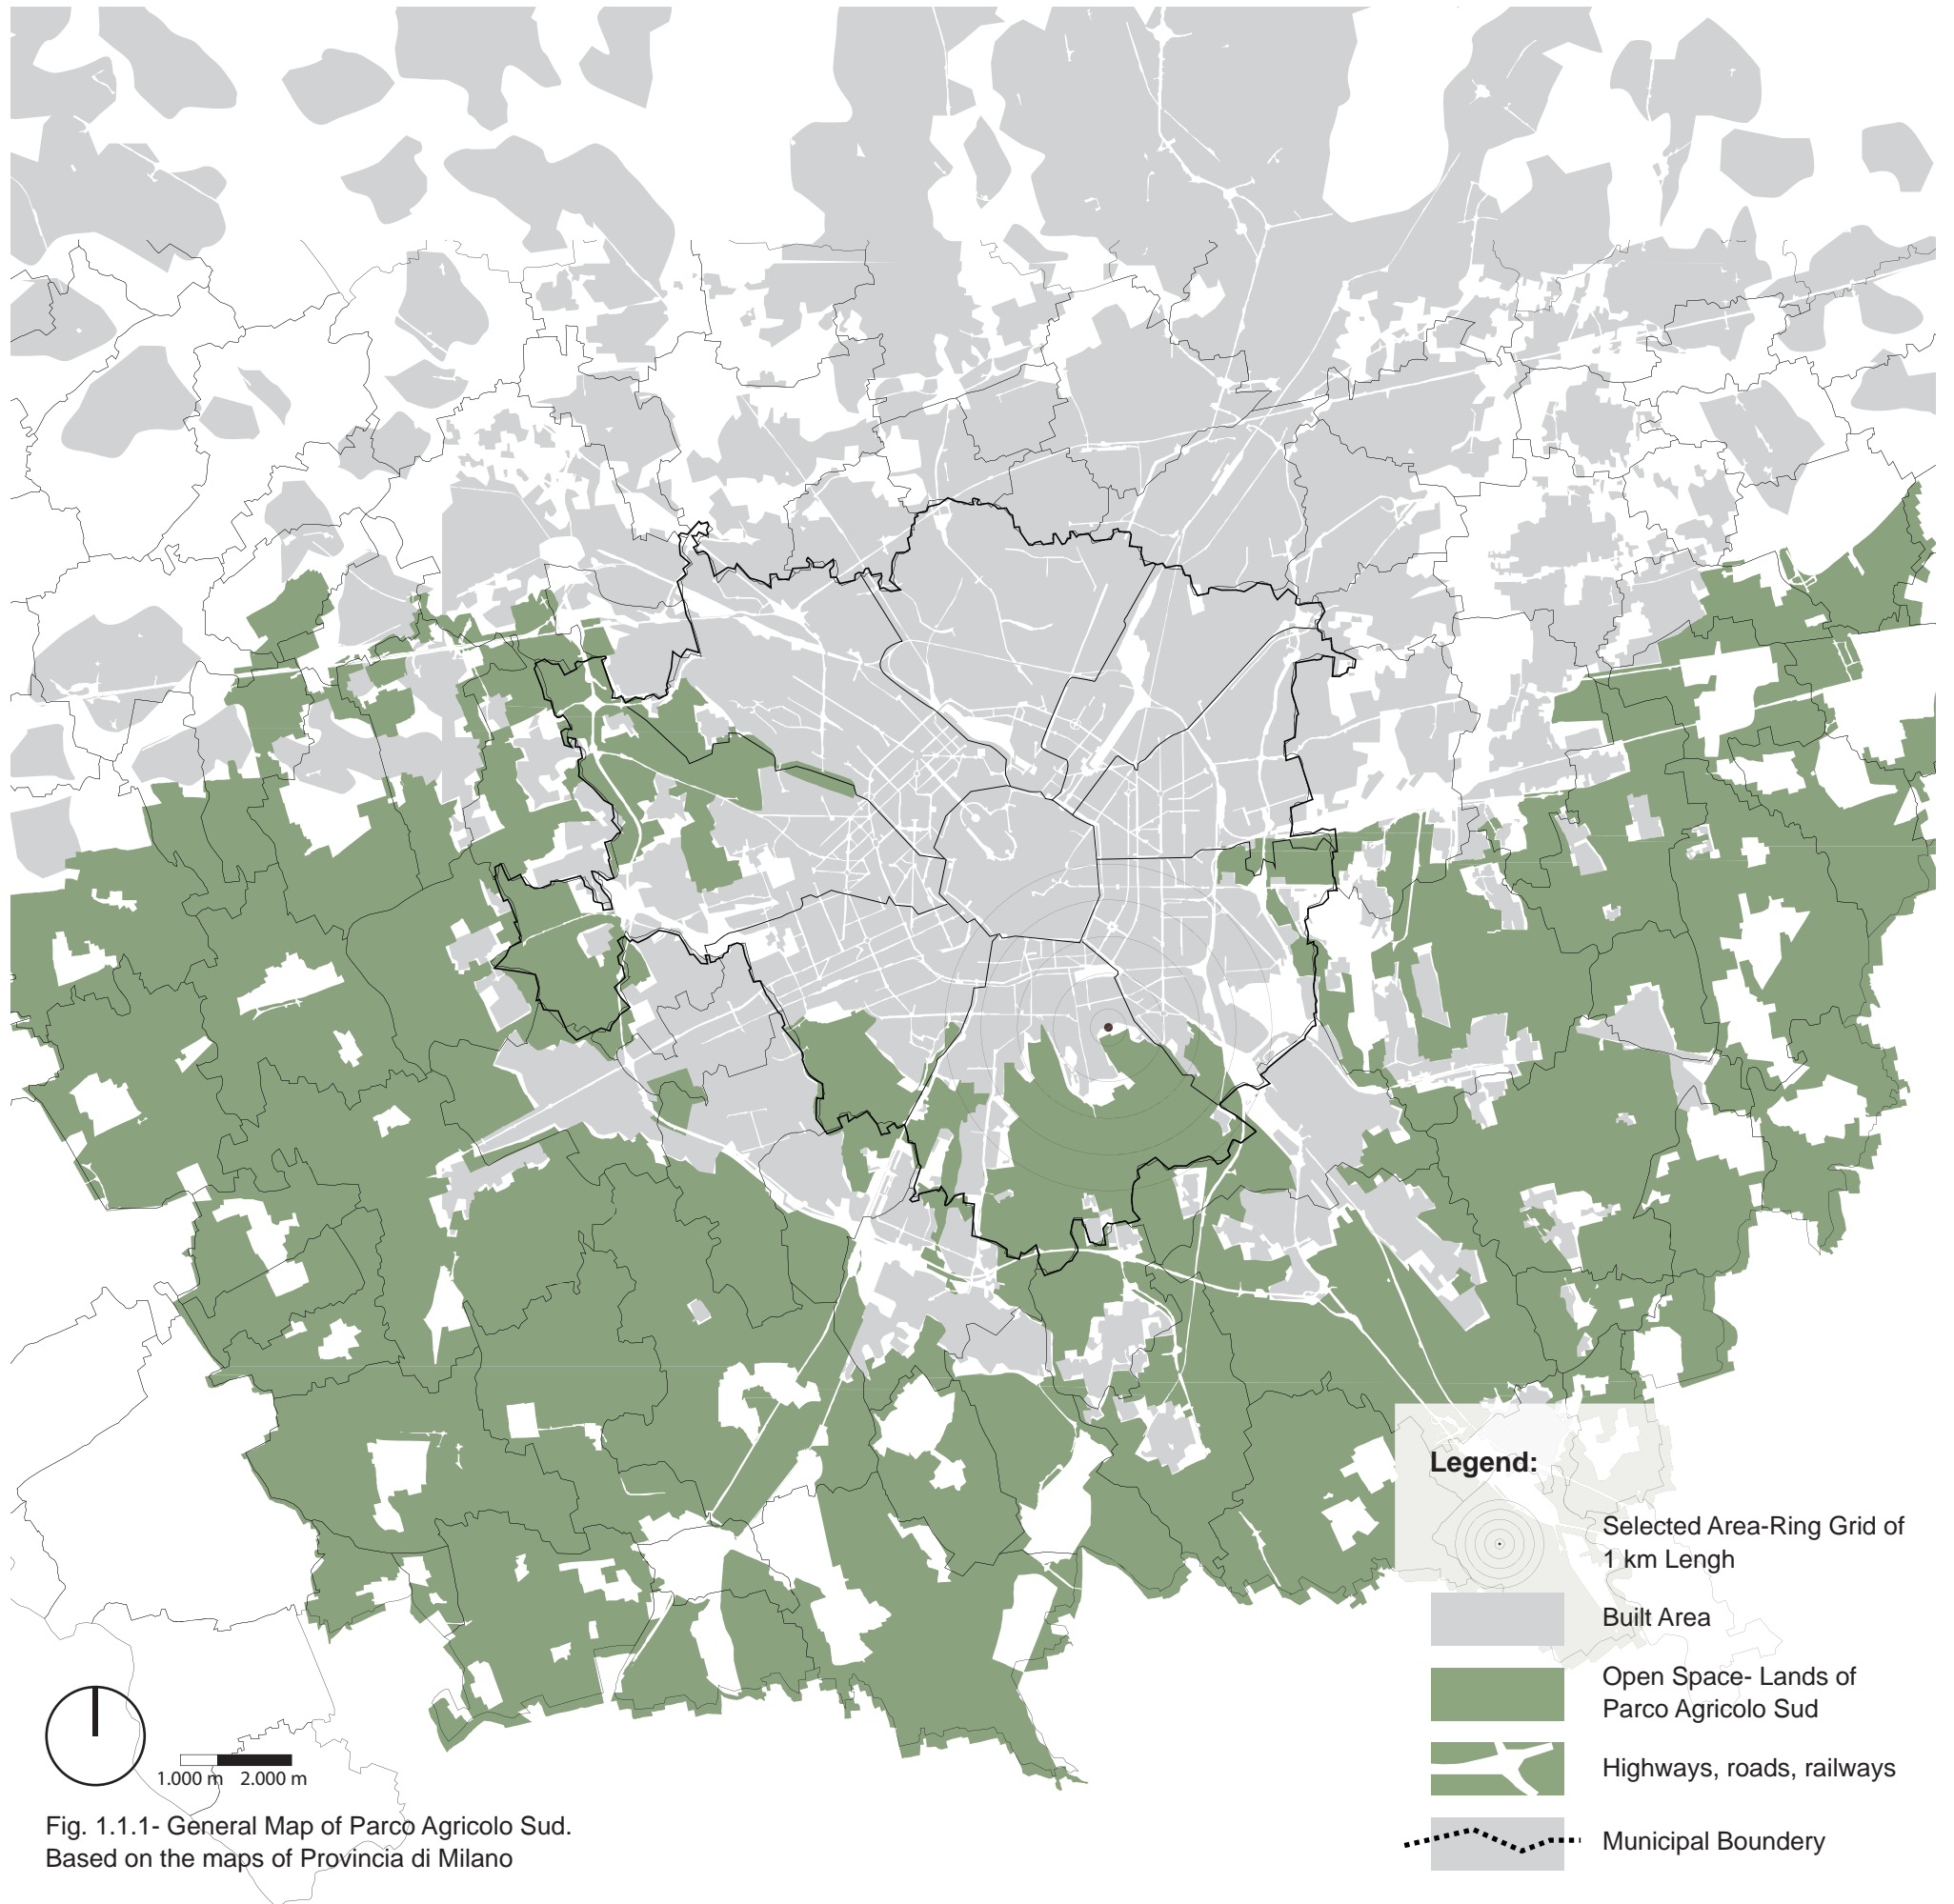 Legend:
Selected Area-Ring Grid of
1 km Lengh
Built Area
Open Space- Lands of
Parco Agricolo Sud
Highways, roads, railways
Municipal Boundery
1.000 m 2.000 m
Fig. 1.1.1- General Map of Parco Agricolo Sud.
Based on the maps of Provincia di Milano